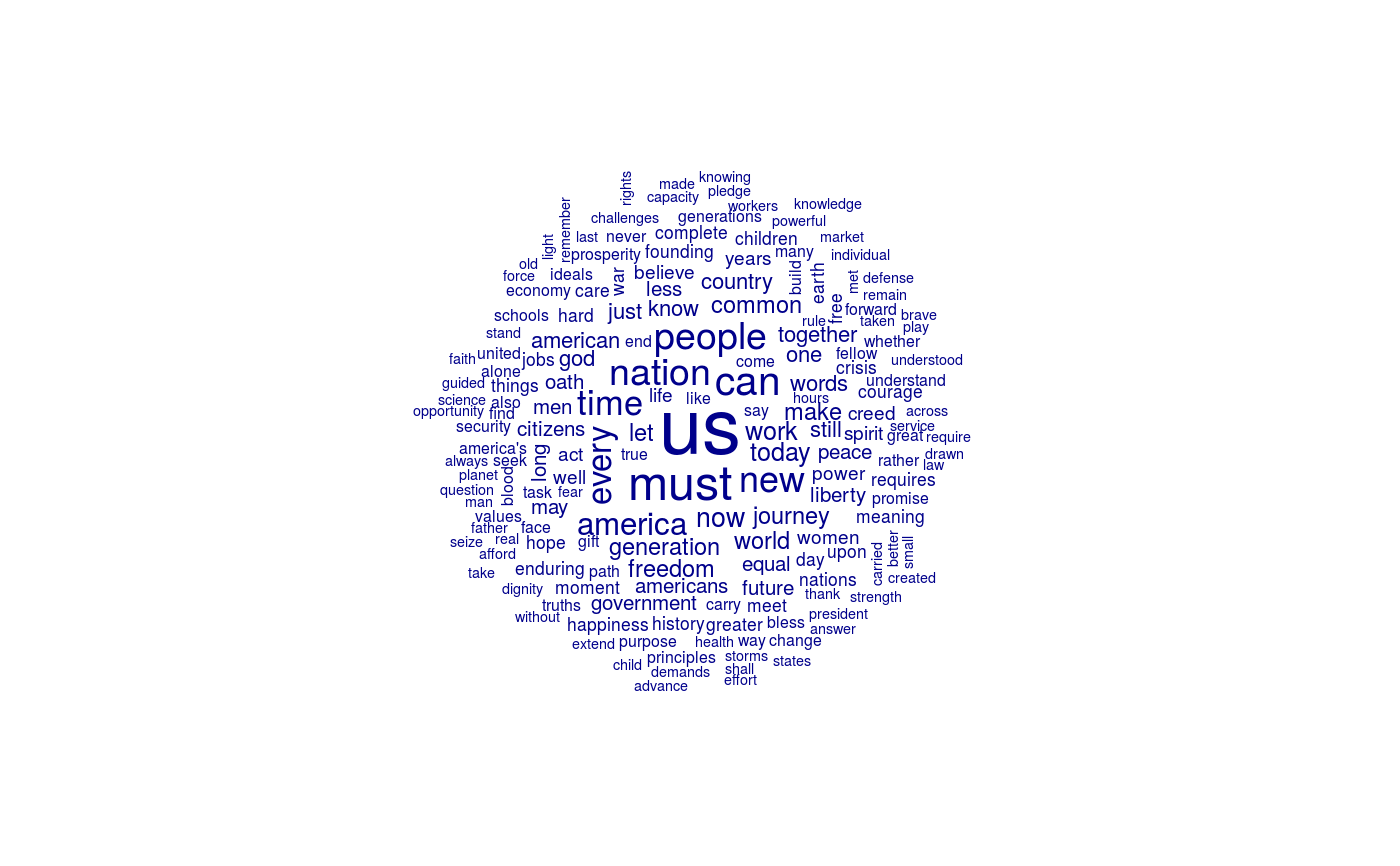 knowing
rights
made
pledge
capacity
workers
knowledge
remember
challenges
generations
powerful
light
last
never
complete
children
market
prosperity
founding
years
many
individual
old
force
ideals
war
believe
country
build
earth
met
defense
economy
care
less
remain
schools
hard
just
know
common
free
forward
rule
taken
brave
stand
american
end
people
together
play
whether
faith
united
jobs
god
come
one
fellow
understood
alone
nation
crisis
guided
things
oath
can
words
understand
science
also
men
time
life
like
hours
courage
opportunity
find
us
say
make
creed
across
security
citizens
every
let
work
still
spirit
great
service
require
america's
long
act
true
today
peace
rather
drawn
always
seek
law
planet
blood
well
must
new
power
requires
question
task
fear
liberty
promise
man
may
values
father
face
america
now
journey
meaning
seize
real
hope
gift
generation
world
women
better
small
afford
upon
carried
take
enduring
path
freedom
equal
day
nations
created
dignity
moment
americans
future
thank
strength
truths
government
carry
meet
without
happiness
history
greater
bless
president
answer
extend
purpose
health
way
change
child
principles
storms
states
demands
shall
advance
effort